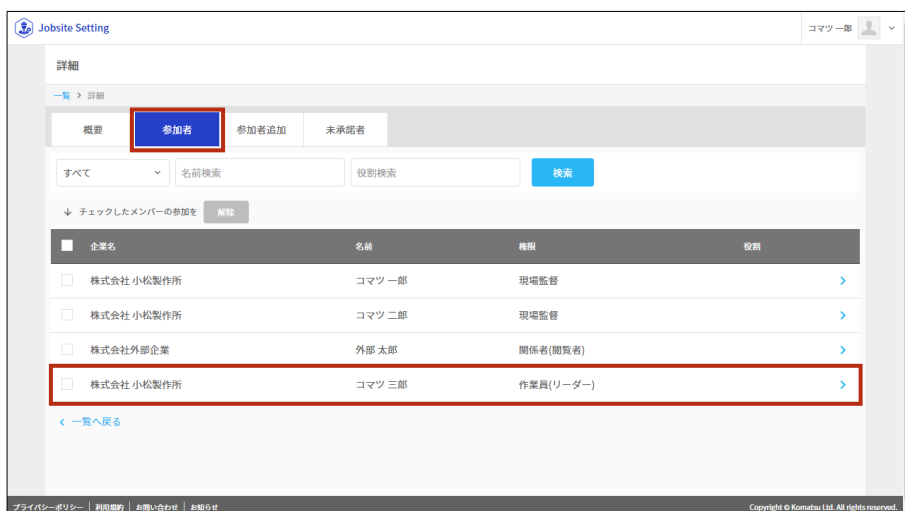 Jobsite Setting コマツ 一郎
詳細
一覧 > 詳細
概要 参加者 参加者追加 未承諾者
すべて 名前検索 役割検索 検索
↓ チェックしたメンバーの参加を 解除
企業名 名前 権限 役割
株式会社 小松製作所 コマツ 一郎 現場監督
株式会社 小松製作所 コマツ 二郎 現場監督
株式会社外部企業 外部 太郎 関係者(閲覧者)
株式会社 小松製作所 コマツ 三郎 作業員(リーダー)
一覧へ戻る
プライバシーポリシー | 利用規約 | お問い合わせ | お知らせ Copyright © Komatsu Ltd. All rights reserved.